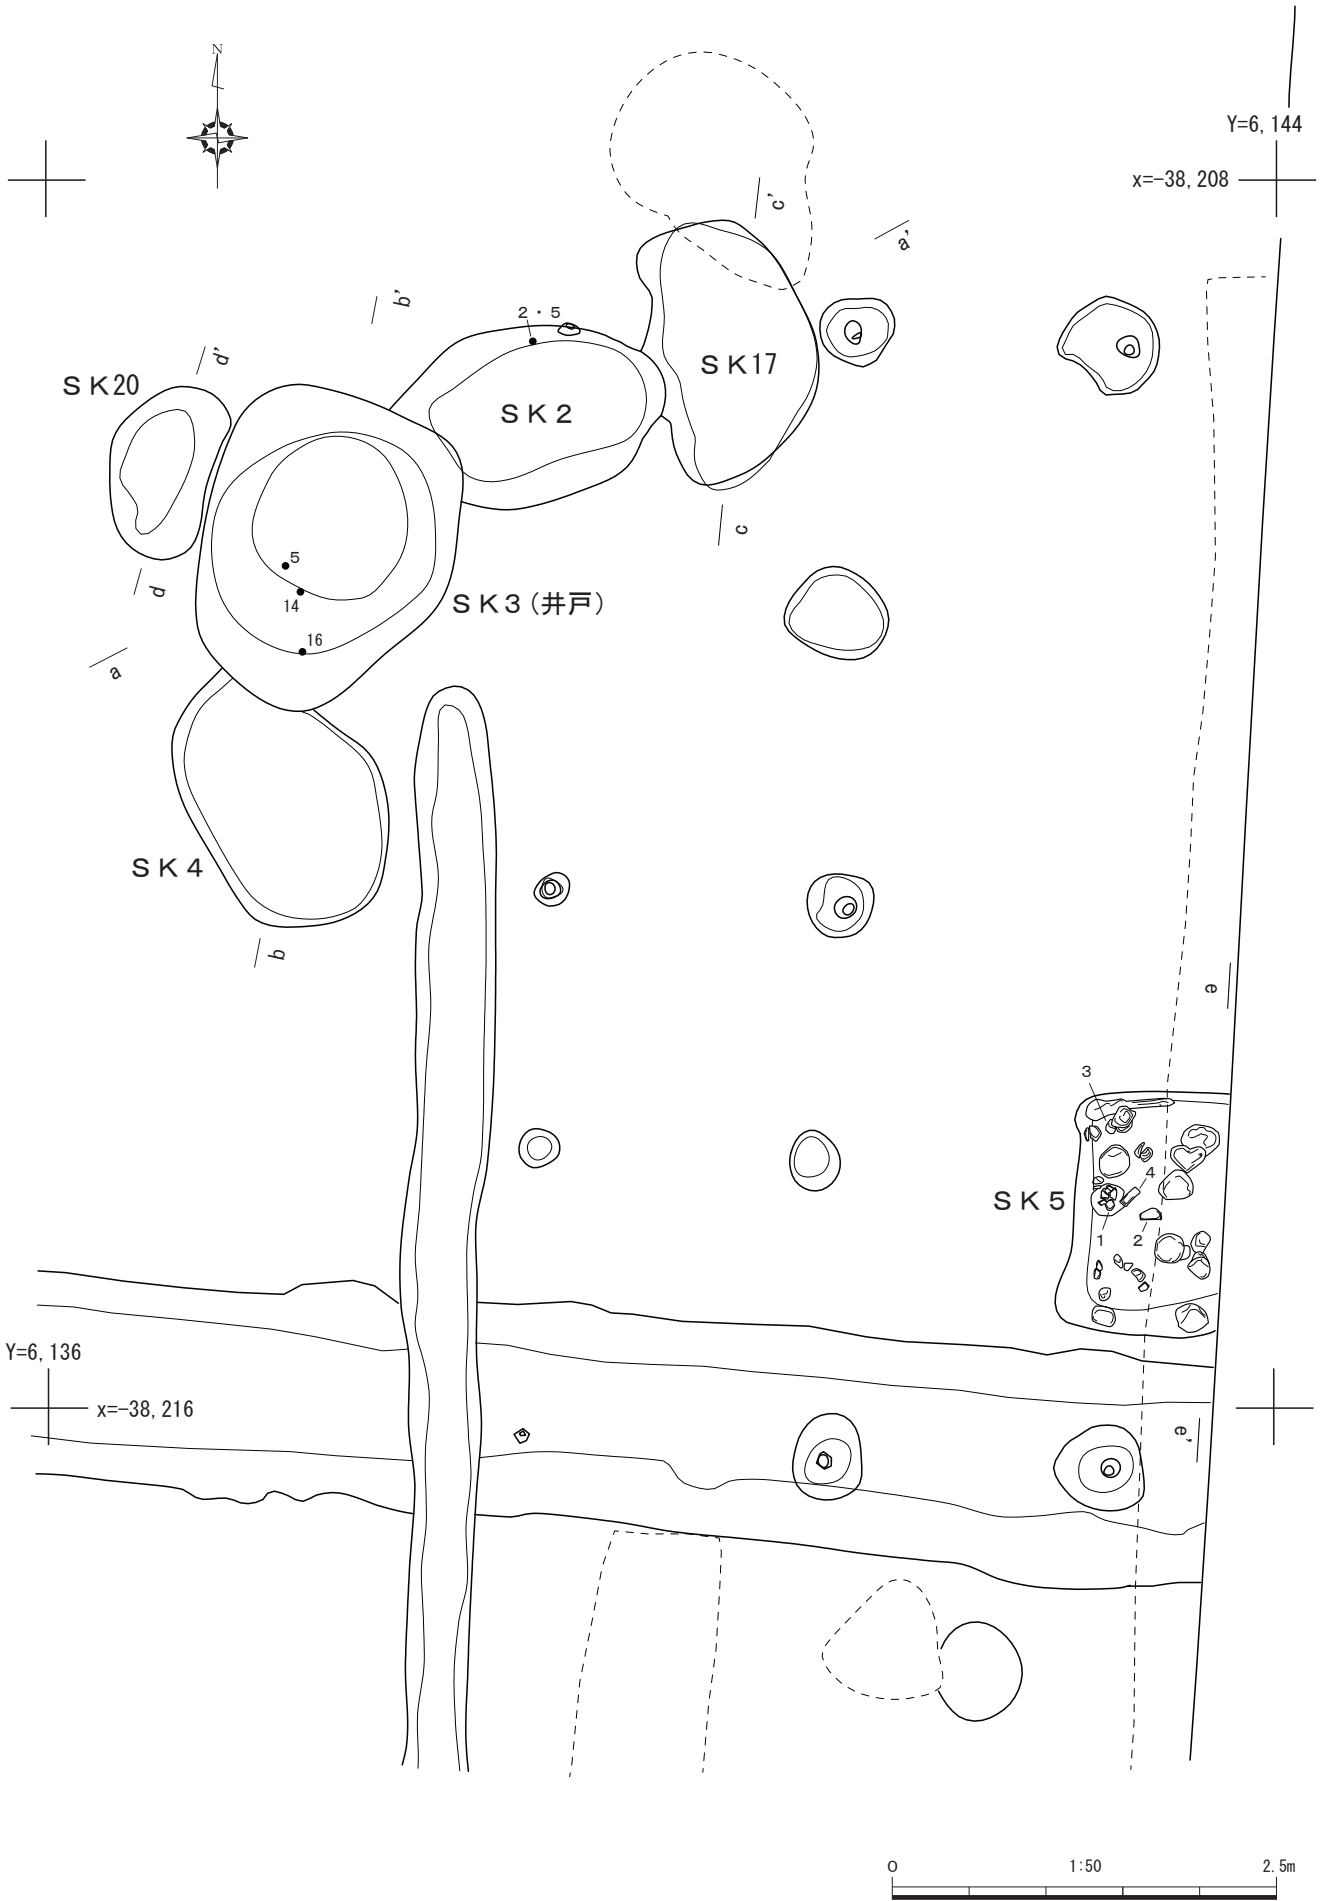 N
Y=6,144
x=-38,208
c'
a'
b'
2・5
d'
SK20
SK17
SK2
c
5
14
16
d
SK3(井戸)
a
SK4
b
e
3
4
SK5
1
2
Y=6,136
x=-38,216
e'
0
1:50
2.5m